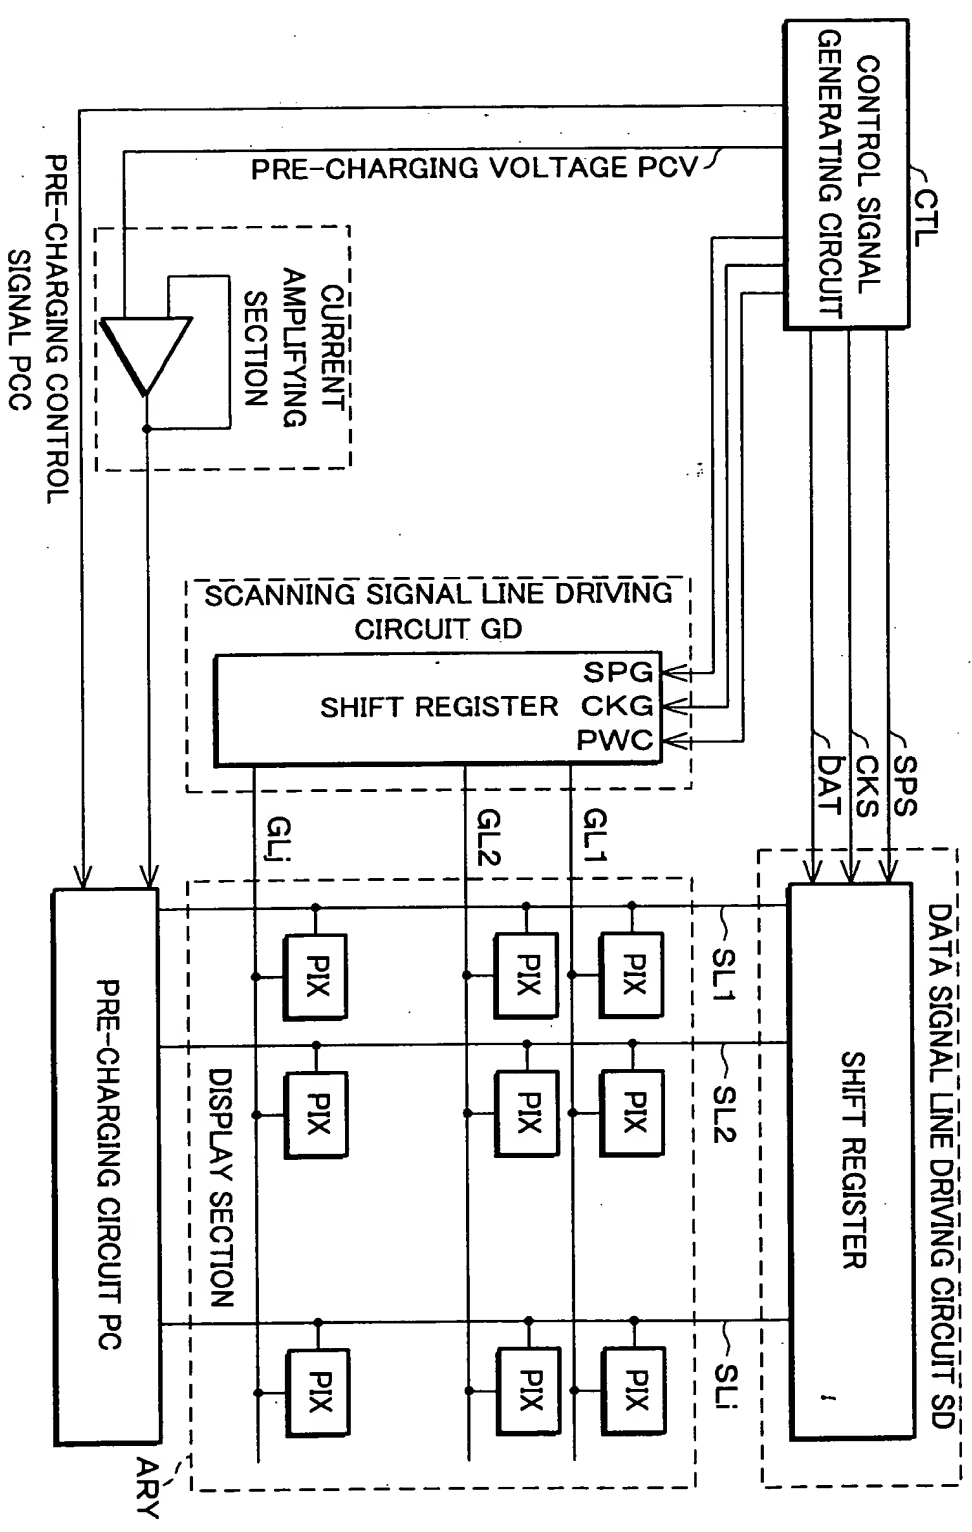 CONTROL SIGNAL
GENERATING CIRCUIT
CTL
SPS
CKS
DAT
DATA SIGNAL LINE DRIVING CIRCUIT SD
SHIFT REGISTER
PRE-CHARGING VOLTAGE PCV
SCANNING SIGNAL LINE DRIVING
CIRCUIT GD
SHIFT REGISTER
SPG
CKG
PWC
GL1
GL2
GLj
SL1
SL2
SLi
PIX
PIX
PIX
PIX
PIX
PIX
PIX
PIX
PIX
DISPLAY SECTION
ARY
CURRENT
AMPLIFYING
SECTION
PRE-CHARGING CONTROL
SIGNAL PCC
PRE-CHARGING CIRCUIT PC